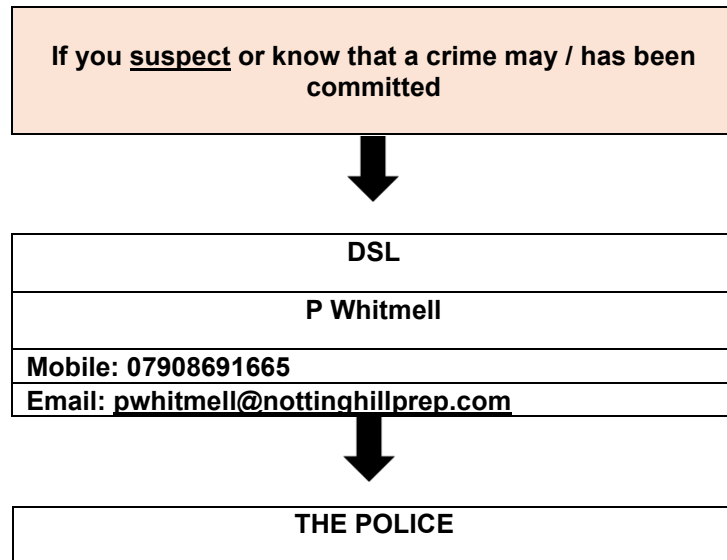 If you suspect or know that a crime may / has been
committed
DSL
P Whitmell
Mobile: 07908691665
Email: pwhitmell@nottinghillprep.com
THE POLICE